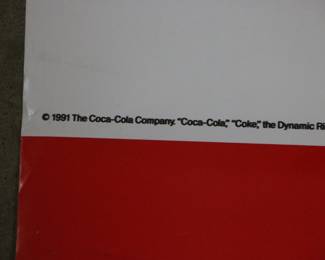 © 1991 The Coca-Cola Company. "Coca-Cola," "Coke," the Dynamic Ri